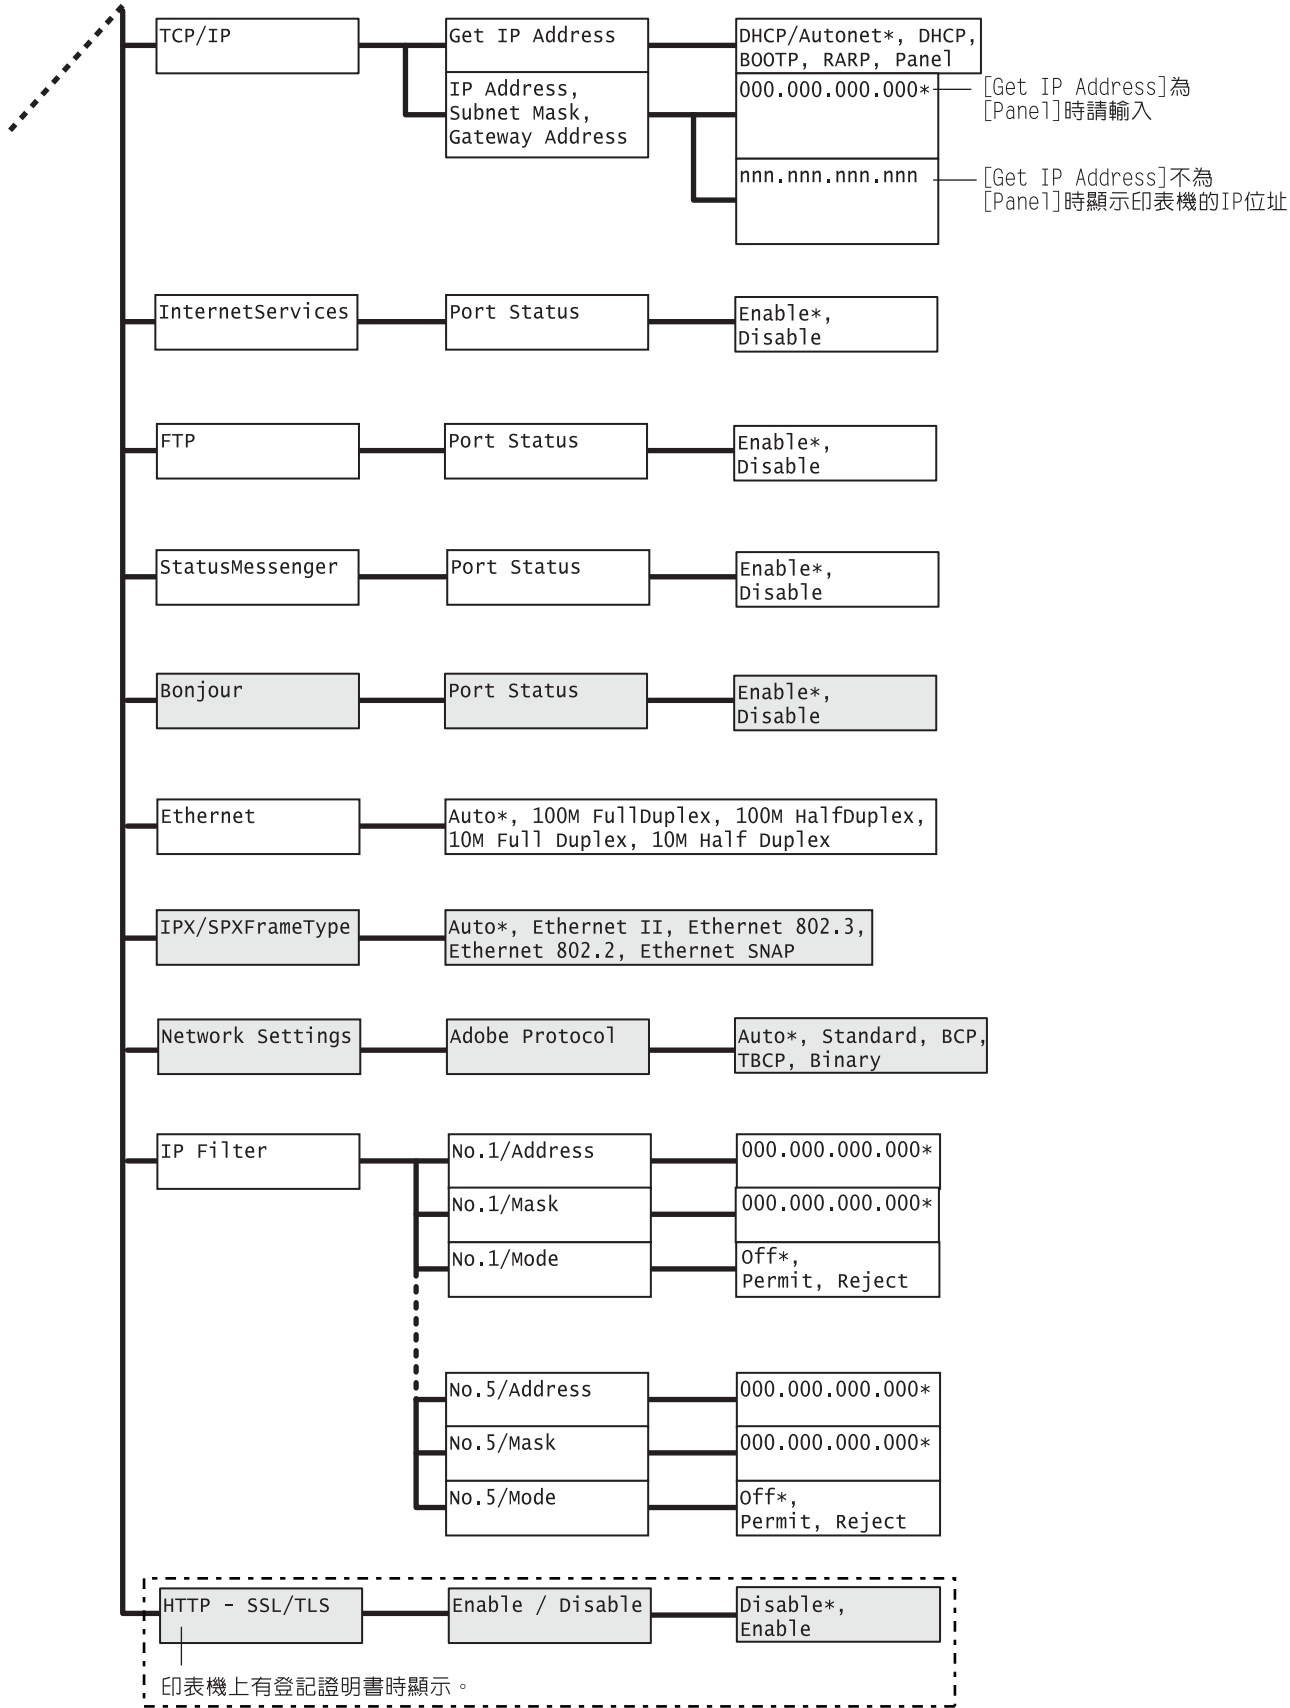 TCP/IP
Get IP Address
DHCP/Autonet*, DHCP,
BOOTP, RARP, Panel
IP Address,
Subnet Mask,
Gateway Address
000.000.000.000*
[Get IP Address]為
[Panel]時請輸入
nnn.nnn.nnn.nnn
[Get IP Address]不為
[Panel]時顯示印表機的IP位址
InternetServices
Port Status
Enable*,
Disable
FTP
Port Status
Enable*,
Disable
StatusMessenger
Port Status
Enable*,
Disable
Bonjour
Port Status
Enable*,
Disable
Ethernet
Auto*, 100M FullDuplex, 100M HalfDuplex,
10M Full Duplex, 10M Half Duplex
IPX/SPXFrameType
Auto*, Ethernet II, Ethernet 802.3,
Ethernet 802.2, Ethernet SNAP
Network Settings
Adobe Protocol
Auto*, Standard, BCP,
TBCP, Binary
IP Filter
No.1/Address
000.000.000.000*
No.1/Mask
000.000.000.000*
No.1/Mode
Off*,
Permit, Reject
No.5/Address
000.000.000.000*
No.5/Mask
000.000.000.000*
No.5/Mode
Off*,
Permit, Reject
HTTP - SSL/TLS
Enable / Disable
Disable*,
Enable
印表機上有登記證明書時顯示。